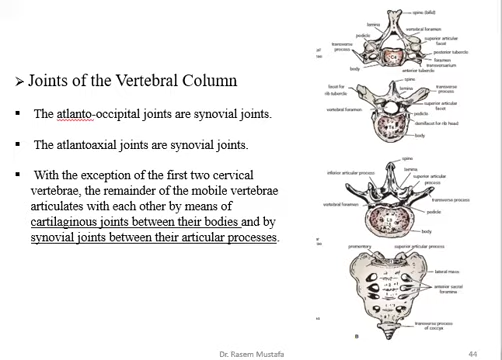 Joints of the Vertebral Column
The atlanto-occipital joints are synovial joints.
The atlantoaxial joints are synovial joints.
With the exception of the first two cervical
vertebrae, the remainder of the mobile vertebrae
articulates with each other by means of
cartilaginous joints between their bodies and by
synovial joints between their articular processes.
spine (bifid)
lamina
vertebral foramen
pedicle
superior articular
facet
transverse
process
posterior tubercle
foramen
transversarium
body
anterior tubercle
spine
facet for
rib tubercle
lamina
transverse
process
superior articular
facet
vertebral foramen
pedicle
demifacet for rib head
body
spine
lamina
inferior articular process
superior articular
process
transverse process
vertebral foramen
pedicle
body
promontory
superior articular process
lateral mass
anterior sacral
foramina
transverse process
of coccyx
B
Dr. Rasem Mustafa
44